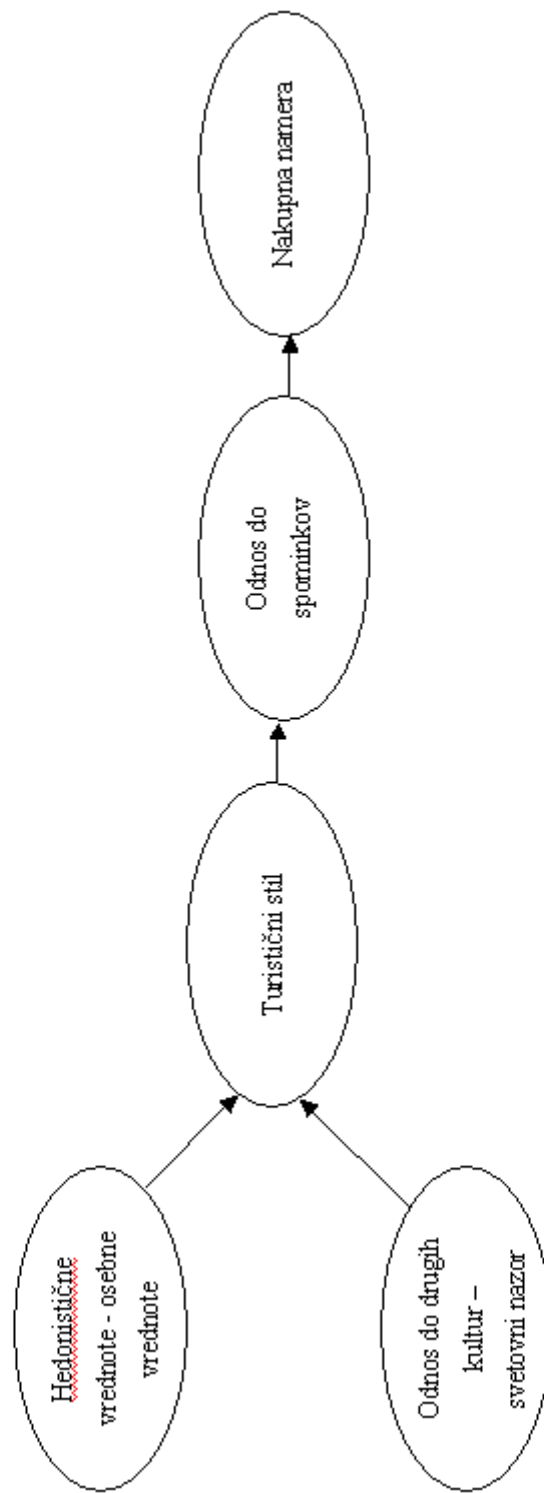 Hedonistične
vrednote - osebne
vrednote
Odnos do drugih
kultur –
svetovni nazor
Turistični stil
Odnos do
spominkov
Nakupna namera